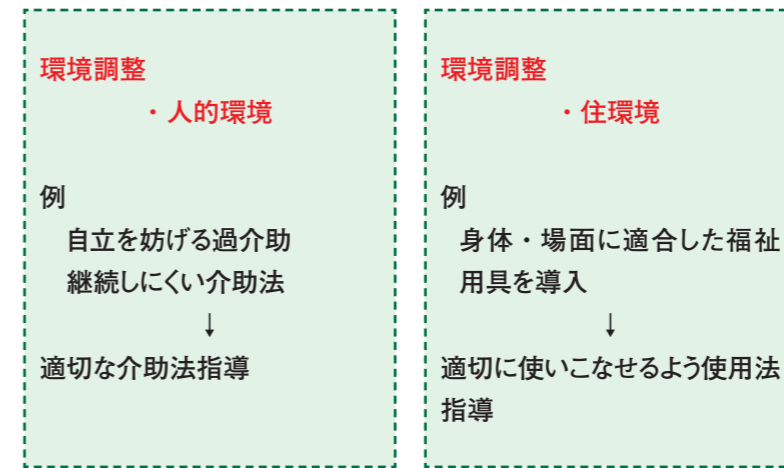 環境調整
・人的環境
例
自立を妨げる過介助
継続しにくい介助法
↓
適切な介助法指導
環境調整
・住環境
例
身体・場面に適合した福祉
用具を導入
↓
適切に使いこなせるよう使用法
指導